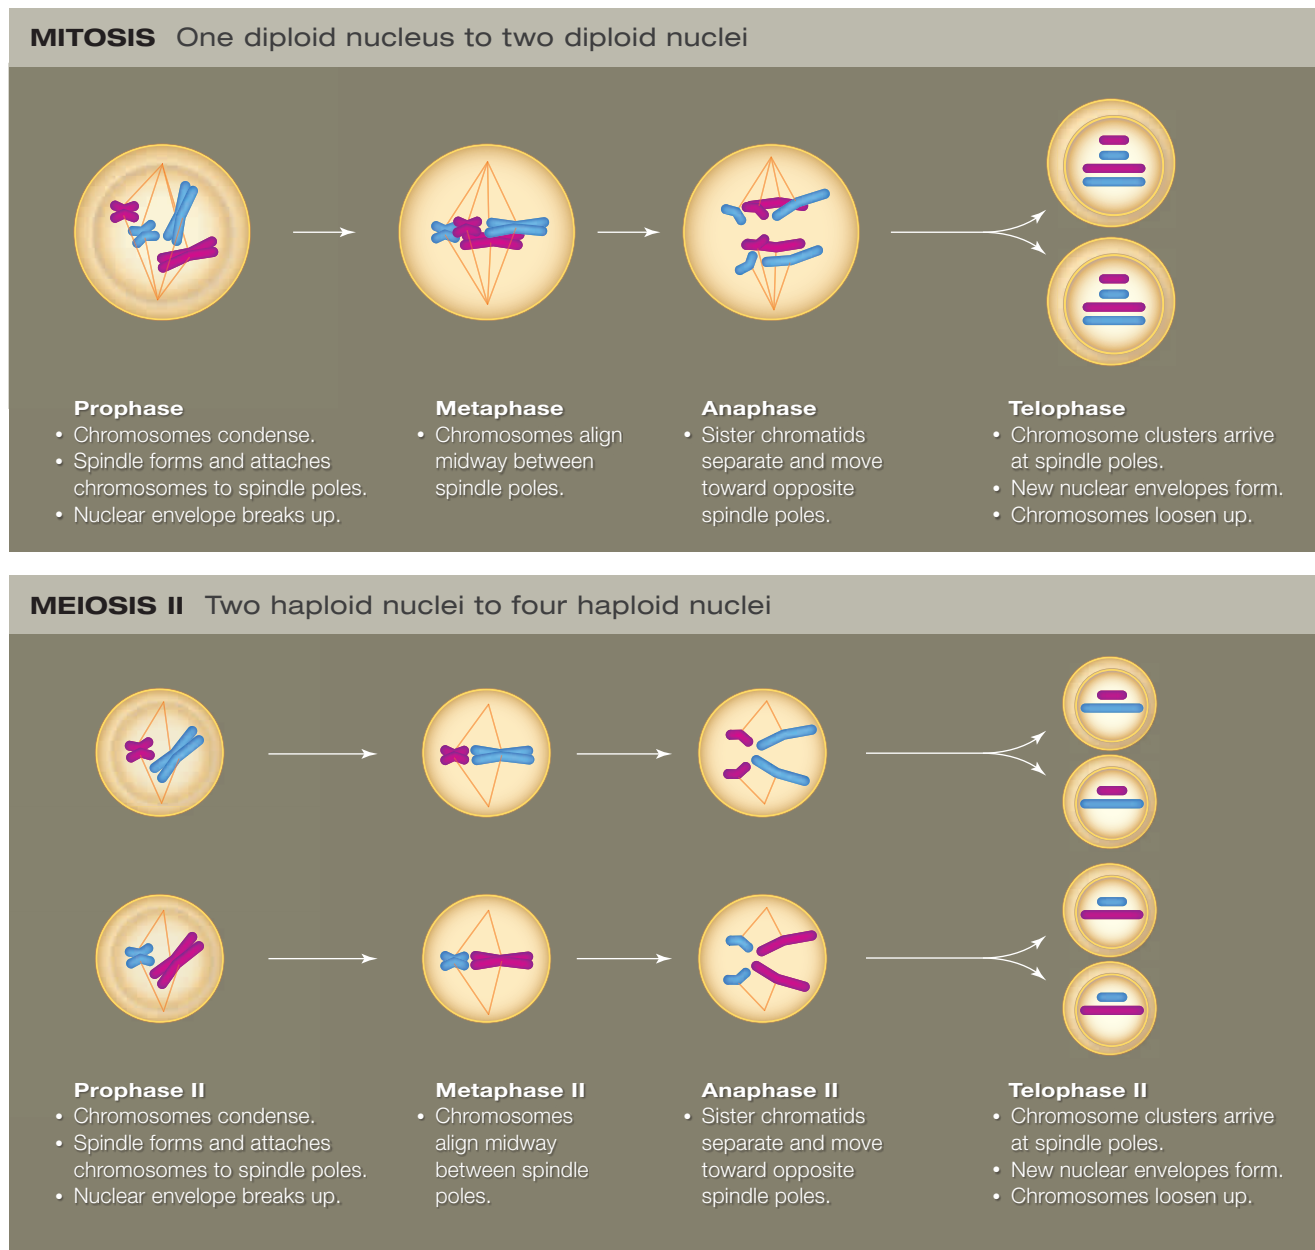 MITOSIS One diploid nucleus to two diploid nuclei
Prophase
• Chromosomes condense.
• Spindle forms and attaches
chromosomes to spindle poles.
• Nuclear envelope breaks up.
Metaphase
• Chromosomes align
midway between
spindle poles.
Anaphase
• Sister chromatids
separate and move
toward opposite
spindle poles.
Telophase
• Chromosome clusters arrive
at spindle poles.
• New nuclear envelopes form.
• Chromosomes loosen up.
MEIOSIS II Two haploid nuclei to four haploid nuclei
Prophase II
• Chromosomes condense.
• Spindle forms and attaches
chromosomes to spindle poles.
• Nuclear envelope breaks up.
Metaphase II
• Chromosomes
align midway
between spindle
poles.
Anaphase II
• Sister chromatids
separate and move
toward opposite
spindle poles.
Telophase II
• Chromosome clusters arrive
at spindle poles.
• New nuclear envelopes form.
• Chromosomes loosen up.